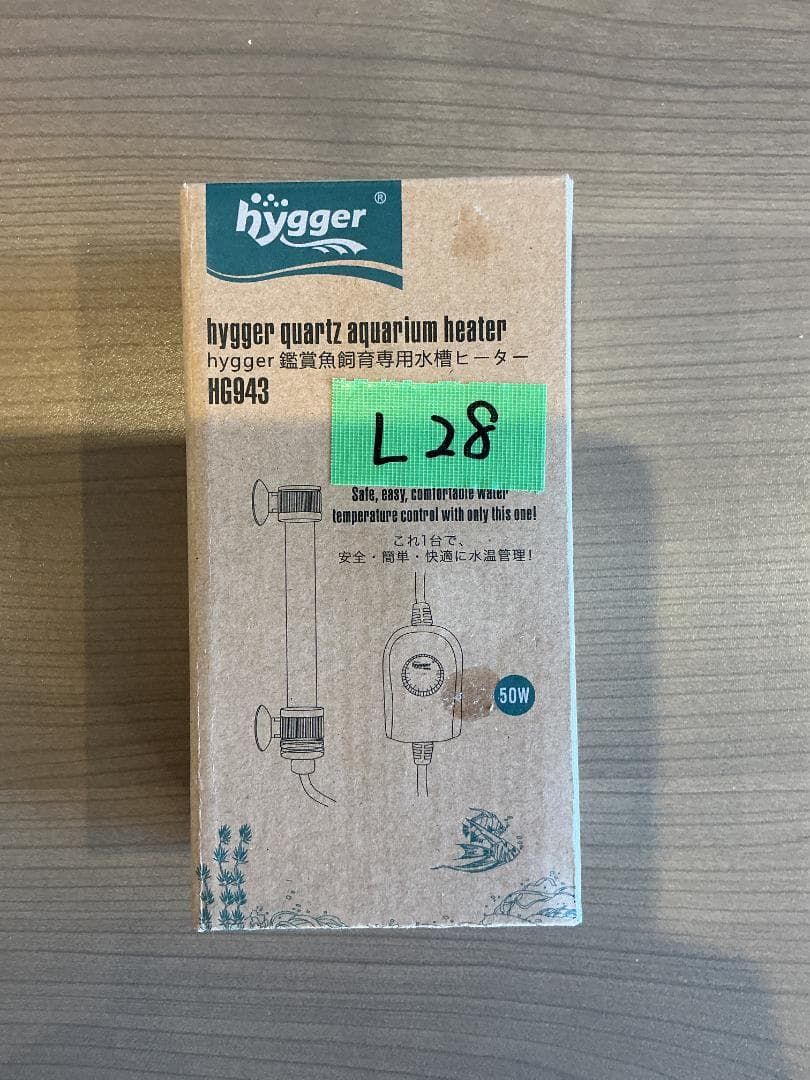 hygger®
hygger quartz aquarium heater
hygger 鑑賞魚飼育専用水槽ヒーター
HG943
L28
Safe, easy, comfortable water
temperature control with only this one!
これ1台で、
安全・簡単・快適に水温管理!
hygger
50W